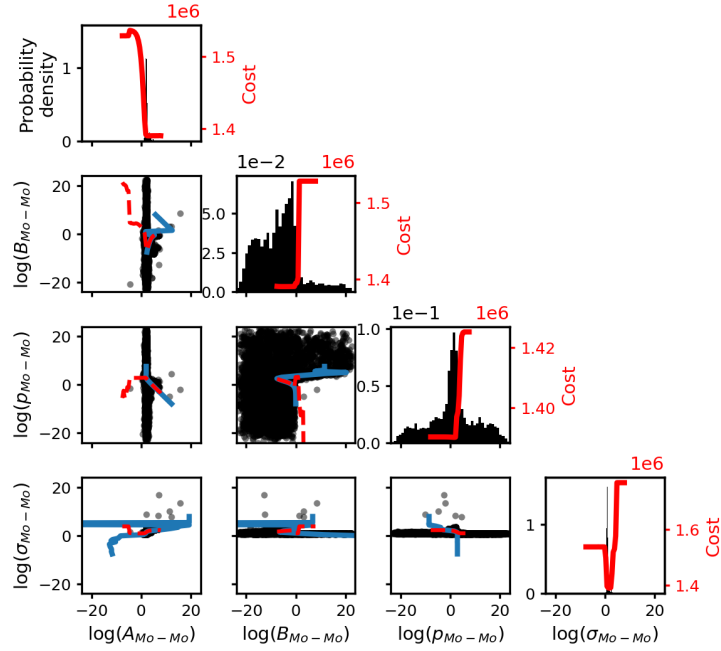 1e6
Probability
density
1
0
1.5
1.4
Cost
1e−2
1e6
log(B_{Mo−Mo})
20
0
−20
5.0
2.5
0.0
1.5
1.4
Cost
1e−1
1e6
log(p_{Mo−Mo})
20
0
−20
1.0
0.5
0.0
1.42
1.40
Cost
1e6
log(σ_{Mo−Mo})
20
0
−20
1
0
1.6
1.4
Cost
−20 0 20
−20 0 20
−20 0 20
−20 0 20
log(A_{Mo−Mo})
log(B_{Mo−Mo})
log(p_{Mo−Mo})
log(σ_{Mo−Mo})